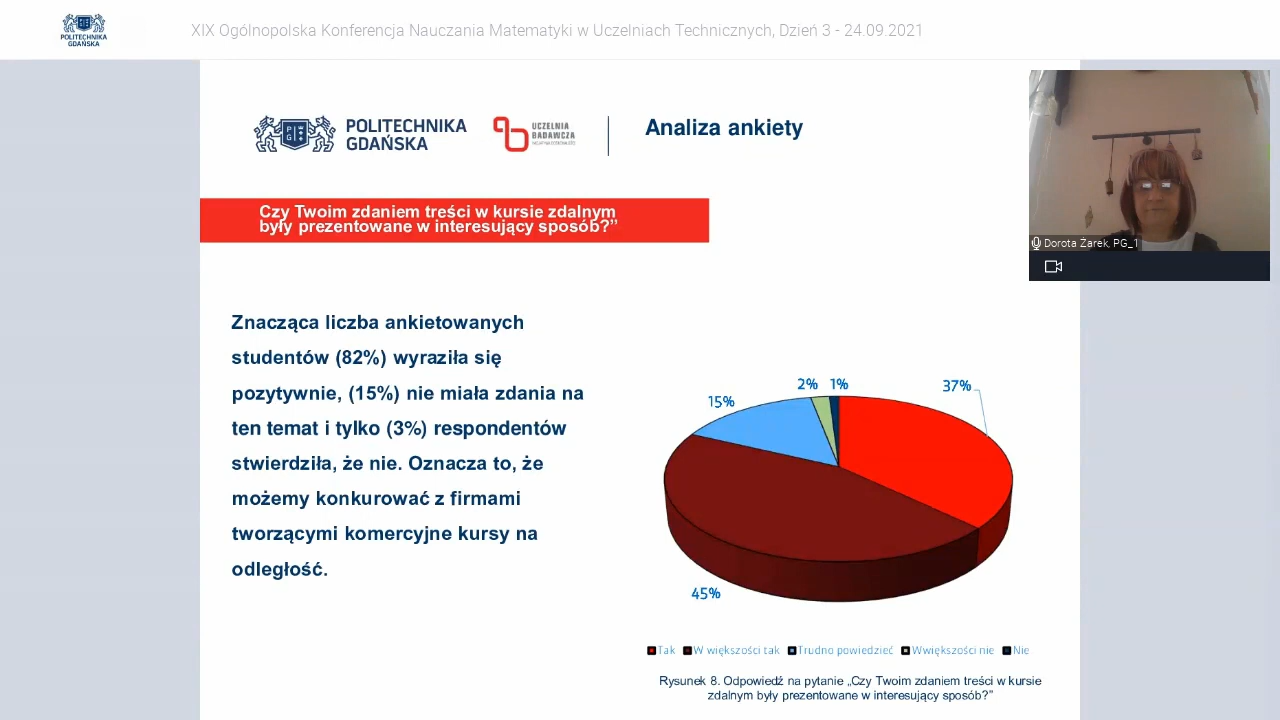 POLITECHNIKA
GDAŃSKA
XIX Ogólnopolska Konferencja Nauczania Matematyki w Uczelniach Technicznych, Dzień 3 - 24.09.2021
P G
POLITECHNIKA
GDAŃSKA
UCZELNIA
BADAWCZA
Analiza ankiety
Dorota Żarek, PG_1
Czy Twoim zdaniem treści w kursie zdalnym
były prezentowane w interesujący sposób?”
Znacząca liczba ankietowanych
studentów (82%) wyraziła się
pozytywnie, (15%) nie miała zdania na
ten temat i tylko (3%) respondentów
stwierdziła, że nie. Oznacza to, że
możemy konkurować z firmami
tworzącymi komercyjne kursy na
odległość.
2% 1% 37%
15%
45%
Tak W większości tak Trudno powiedzieć Wwiększości nie Nie
Rysunek 8. Odpowiedź na pytanie „Czy Twoim zdaniem treści w kursie
zdalnym były prezentowane w interesujący sposób?”